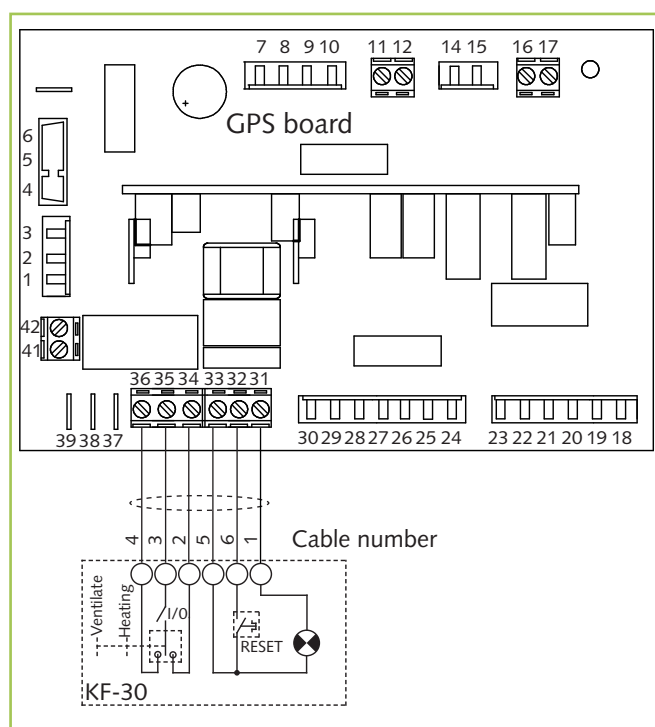 7 8 9 10 11 12 14 15 16 17
+
GPS board
6
5
4
3
2
1
42
41
36 35 34 33 32 31
39 38 37
30 29 28 27 26 25 24
23 22 21 20 19 18
4 3 2 5 6 1
Cable number
Ventilate
Heating
I/0
RESET
KF-30